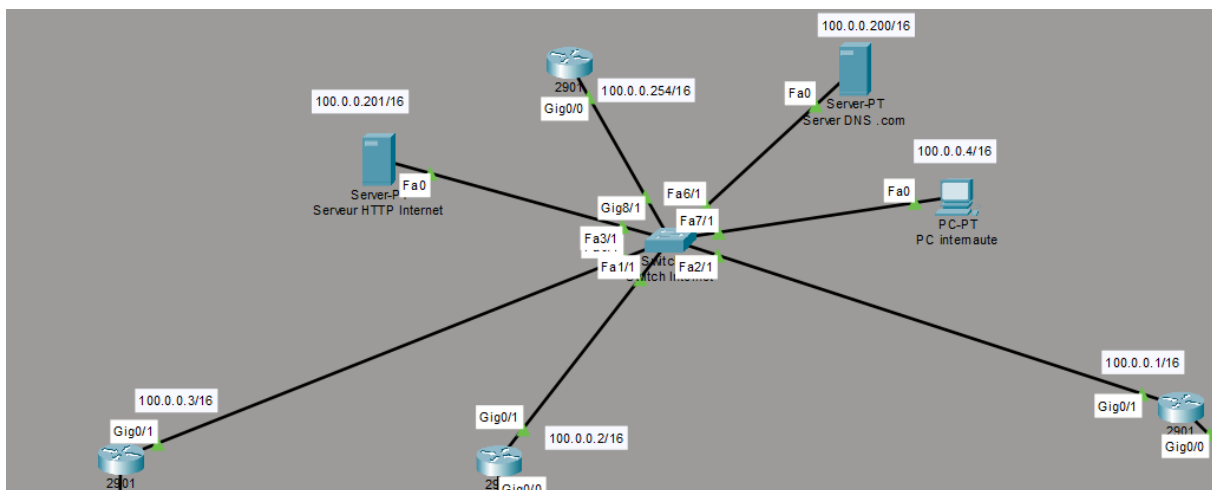 100.0.0.200/16
2901
100.0.0.254/16
Gig0/0
100.0.0.201/16
Fa0
Server-PT
Server DNS .com
100.0.0.4/16
Fa0
Server-P
Serveur HTTP Internet
Fa6/1
Fa0
Gig8/1
Fa7/1
PC-PT
PC internaute
Fa3/1
Fa1/1
Fa2/1
Switch Internet
100.0.0.1/16
100.0.0.3/16
Gig0/1
Gig0/1
Gig0/1
100.0.0.2/16
2901
Gig0/0
2901
Gig0/0